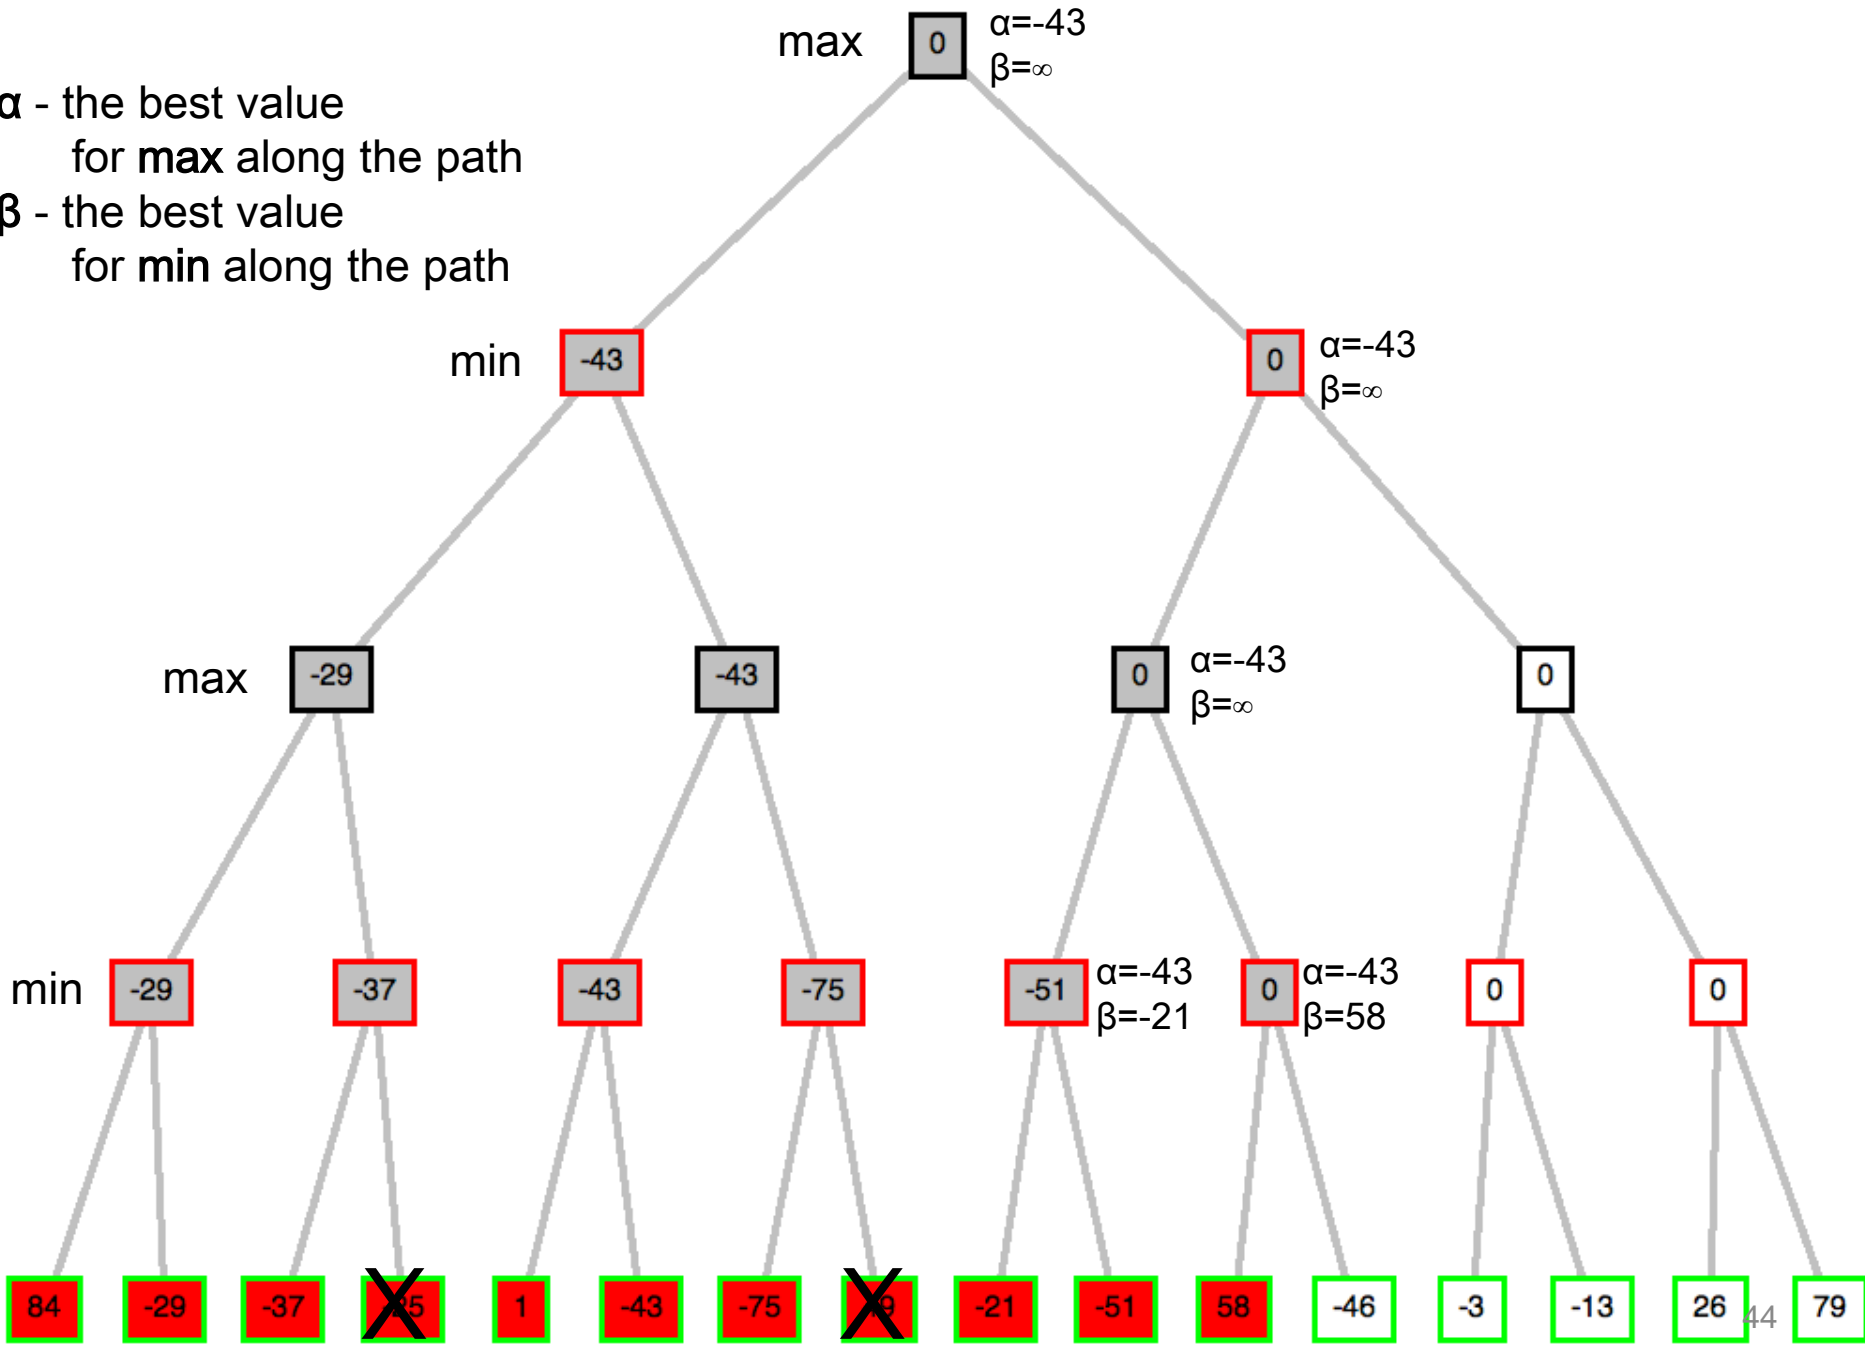 max
0
α=-43
β=∞
α - the best value
for max along the path
β - the best value
for min along the path
min
-43
0
α=-43
β=∞
max
-29
-43
0
α=-43
β=∞
0
min
-29
-37
-43
-75
-51
α=-43
β=-21
0
α=-43
β=58
0
0
84
-29
-37
1
-43
-75
-21
-51
58
-46
-3
-13
26
44
79